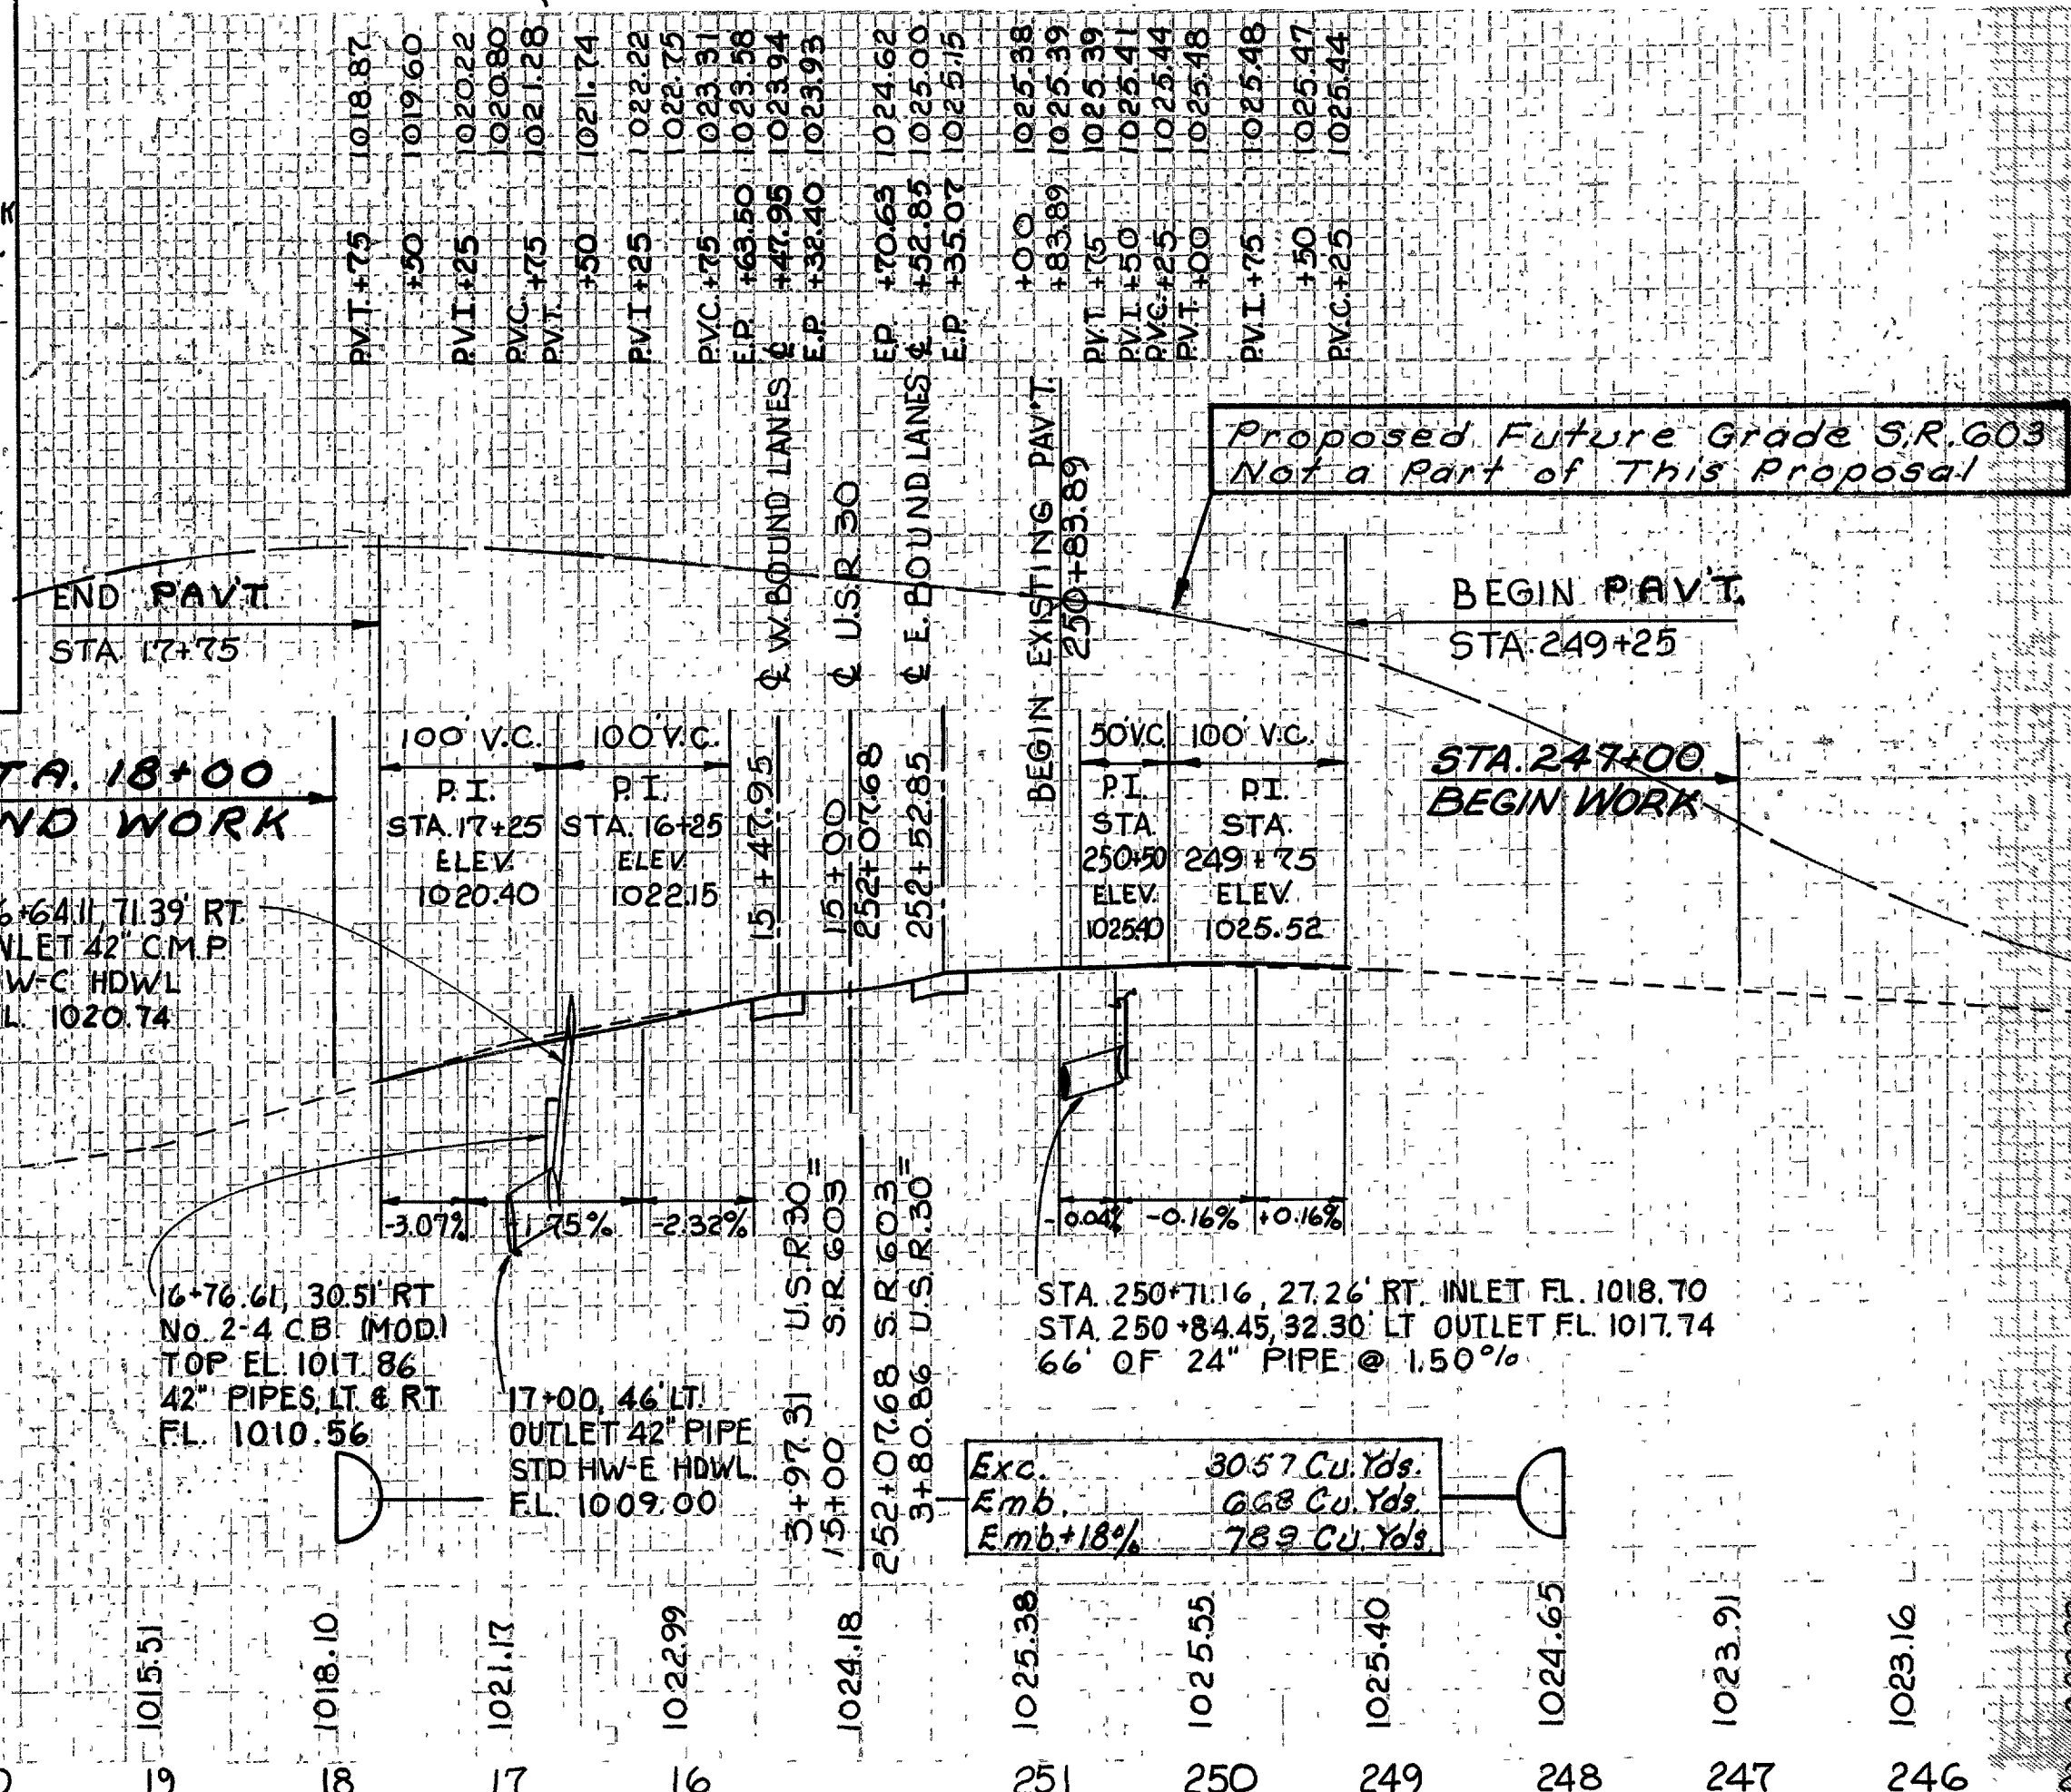 P.V.T. +75 1018.87
+50 1019.60
P.V.I. +25 1020.22
P.V.C. 1020.80
P.V.T. +75 1021.28
+50 1021.74
P.V.I +25 1022.22
1022.75
P.V.C. +75 1023.31
E.P. +63.50 1023.58
℄ +47.95 1023.94
E.P. +32.40 1023.93
E.P. +70.63 1024.62
℄ +52.85 1025.00
E.P. +35.07 1025.15
+00 1025.38
+83.89 1025.39
P.V.T. +75 1025.39
P.V.I. +50 1025.41
P.V.C. +25 1025.44
P.V.T. +00 1025.48
P.V.I. +75 1025.48
+50 1025.47
P.V.C. +25 1025.44
℄ W. BOUND LANES
℄ U.S.R. 30
℄ E. BOUND LANES
BEGIN EXISTING PAV'T.
250+83.89
Proposed Future Grade S.R. 603
Not a Part of This Proposal
END PAV'T.
STA. 17+75
BEGIN PAV'T.
STA. 249+25
TA. 18+00
ND WORK
100' V.C.
P.I.
STA. 17+25
ELEV.
1020.40
100' V.C.
P.I.
STA. 16+25
ELEV.
1022.15
15+47.95
15+00
252+07.68
252+52.85
50' V.C.
P.I.
STA.
250+50
ELEV.
1025.40
100' V.C.
P.I.
STA.
249+75
ELEV.
1025.52
STA. 247+00
BEGIN WORK
6+64.11, 71.39' RT.
NLET 42" C.M.P
W-C HDWL
L. 1020.74
-3.07%
-1.75%
-2.32%
-0.04%
-0.16%
+0.16%
3+97.31 U.S.R. 30 =
15+00 S.R. 603
252+07.68 S.R. 603 =
3+80.86 U.S.R. 30
16+76.61, 30.51' RT
No. 2-4 C.B. (MOD.)
TOP EL. 1017.86
42" PIPES, LT. & RT
F.L. 1010.56
17+00, 46' LT.
OUTLET 42" PIPE
STD HW-E HDWL.
F.L. 1009.00
STA. 250+71.16, 27.26' RT. INLET F.L. 1018.70
STA. 250+84.45, 32.30' LT OUTLET F.L. 1017.74
66' OF 24" PIPE @ 1.50%
Exc. 3057 Cu. Yds.
Emb. 668 Cu. Yds.
Emb.+18% 789 Cu. Yds.
1015.51
1018.10
1021.17
1022.99
1024.18
1025.38
1025.55
1025.40
1024.65
1023.91
1023.16
19 18 17 16 251 250 249 248 247 246